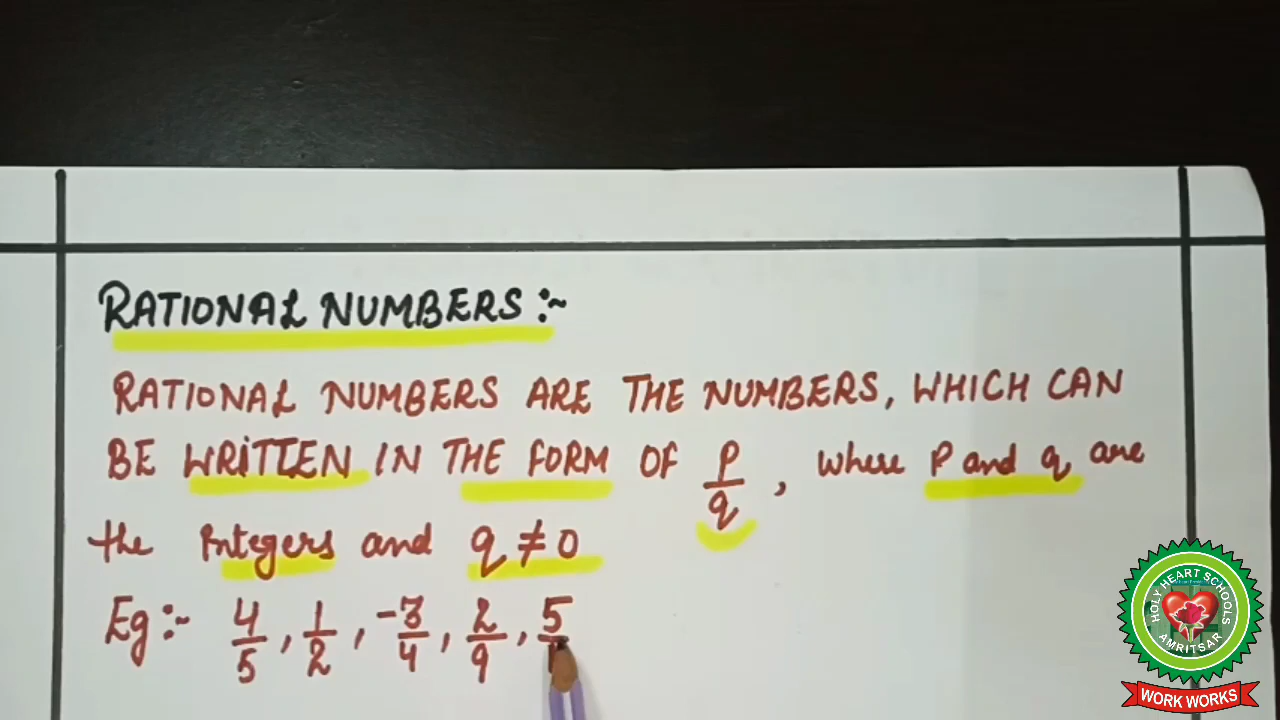 RATIONAL NUMBERS :~
RATIONAL NUMBERS ARE THE NUMBERS, WHICH CAN
BE WRITTEN IN THE FORM OF p/q, where p and q are
the Integers and q ≠ 0
Eg :- 4/5, 1/2, -3/4, 2/9, 5/
HOLY HEART SCHOOLS
AMRITSAR
WORK WORKS